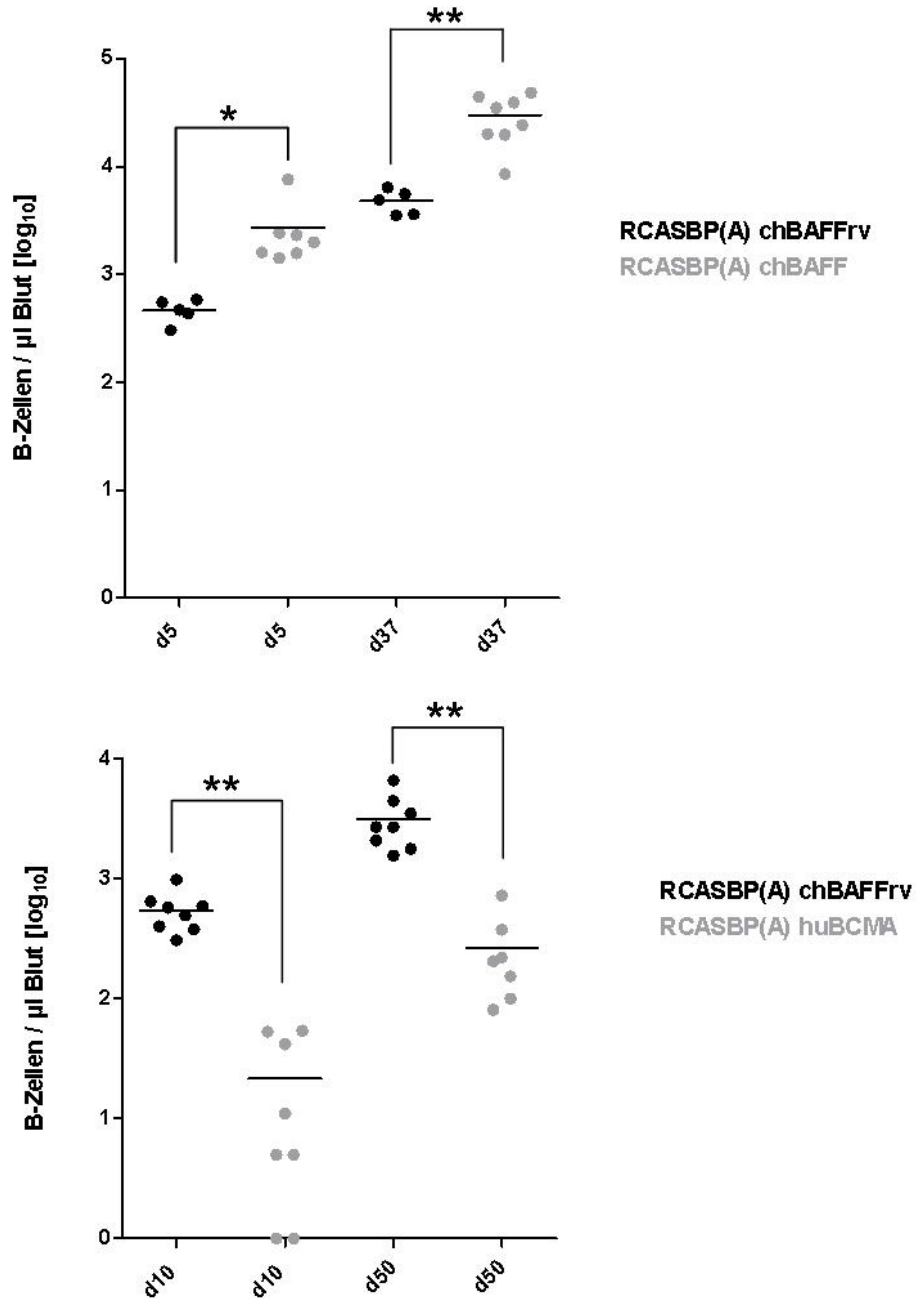 **
5
*
4
B-Zellen / µl Blut [log₁₀]
RCASBP(A) chBAFFrv
RCASBP(A) chBAFF
3
2
1
0
d5
d5
d37
d37
**
4
**
3
B-Zellen / µl Blut [log₁₀]
RCASBP(A) chBAFFrv
RCASBP(A) huBCMA
2
1
0
d10
d10
d50
d50